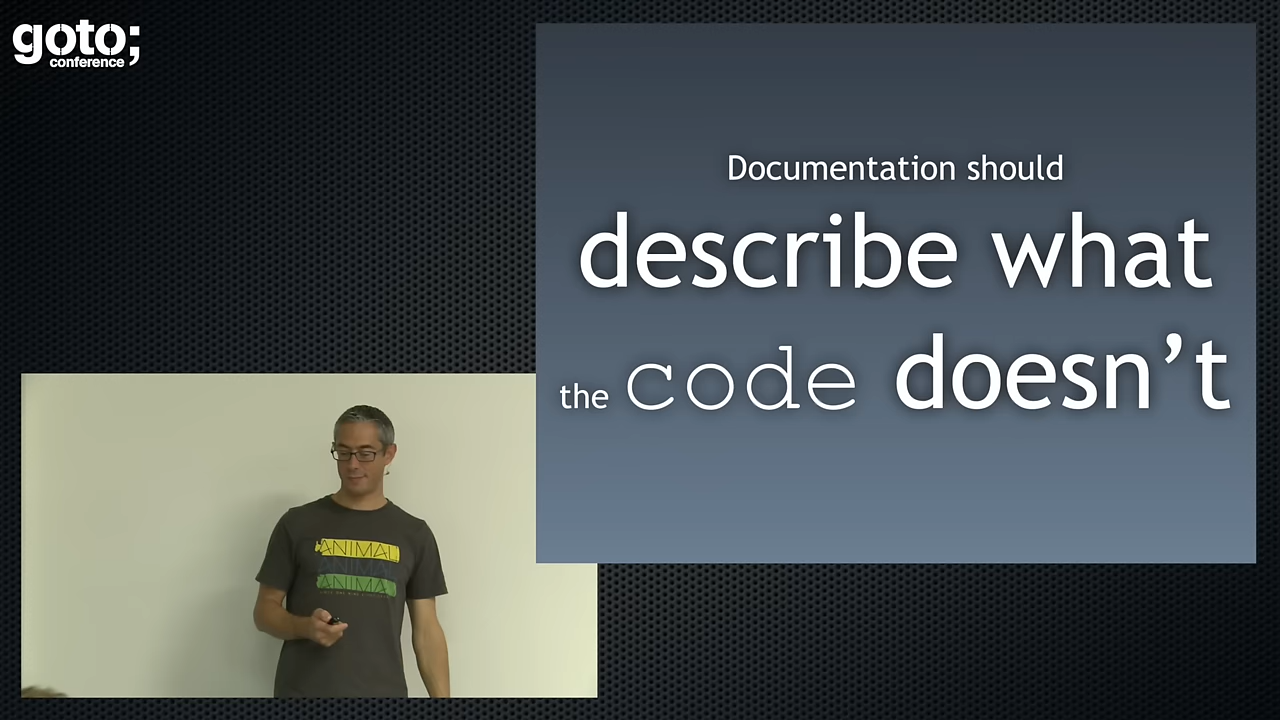 goto;
conference
Documentation should
describe what
the code doesn't
ANIMAL
ANIMAL
ANIMAL